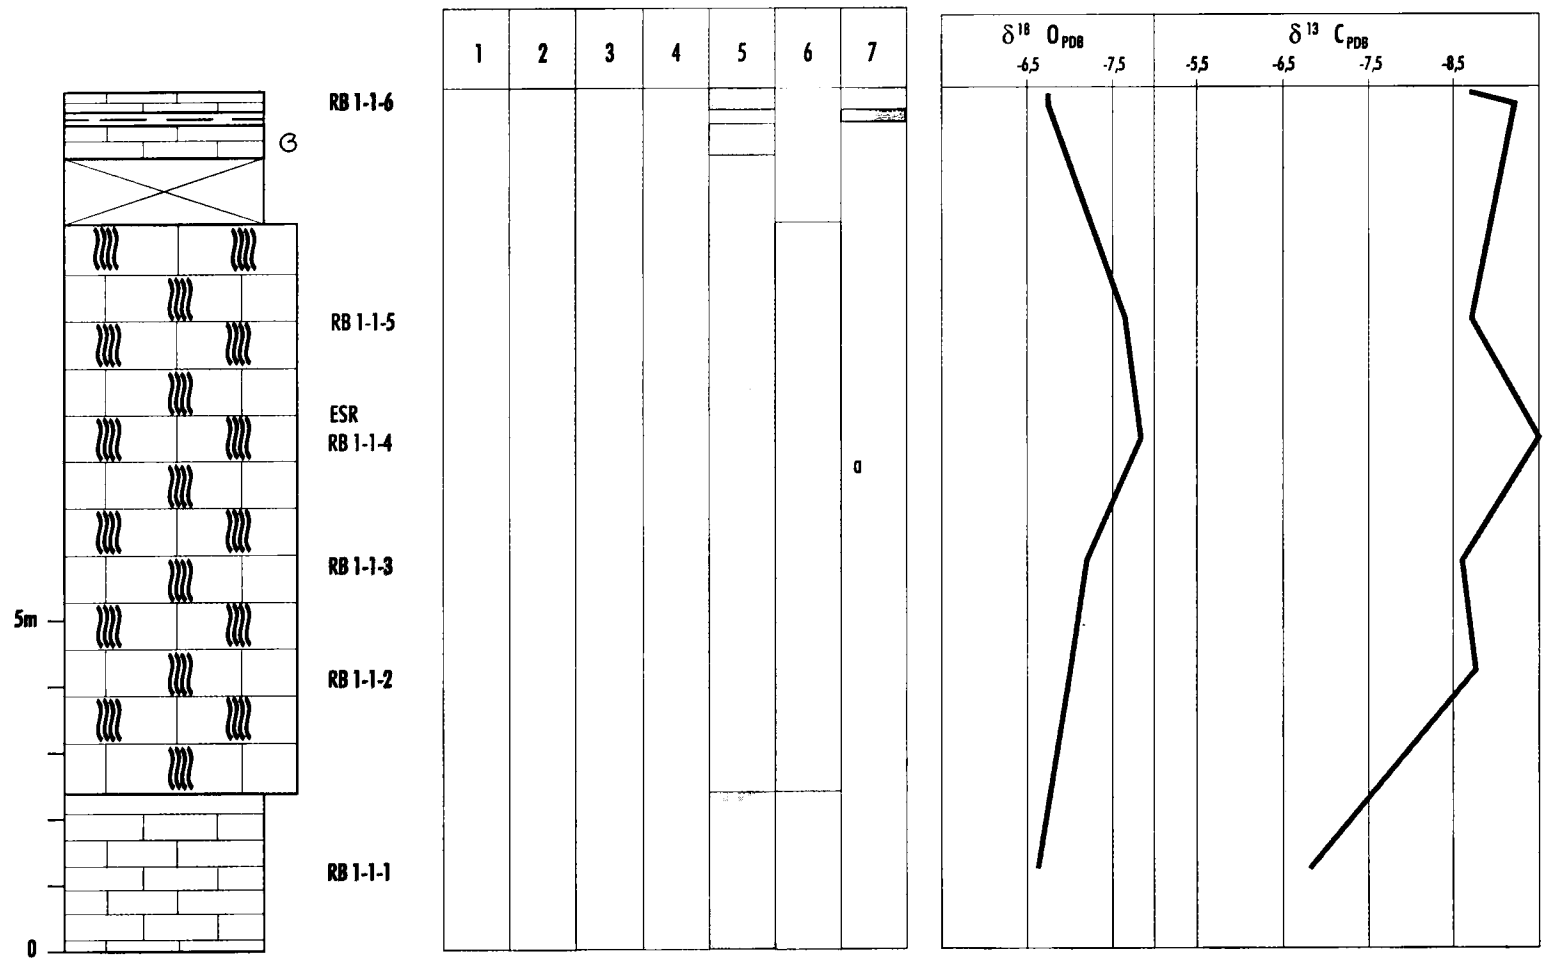 1 2 3 4 5 6 7
δ18 OPDB δ13 CPDB
-6,5 -7,5 -5,5 -6,5 -7,5 -8,5
RB 1-1-6
RB 1-1-5
ESR
RB 1-1-4
a
RB 1-1-3
5m
RB 1-1-2
RB 1-1-1
0